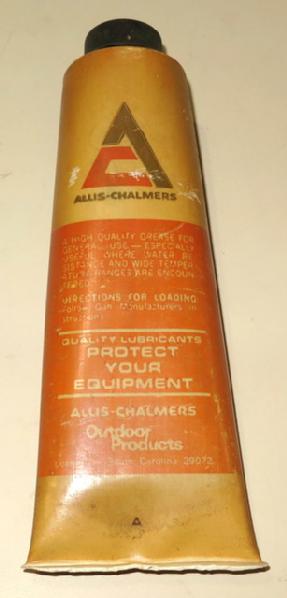 ALLIS-CHALMERS
A HIGH QUALITY GREASE FOR
GENERAL USE — ESPECIALLY
USEFUL WHERE WATER RE
SISTANCE AND WIDE TEMPER
ATURE RANGES ARE ENCOUN
TERED
DIRECTIONS FOR LOADING:
Follow Gun Manufacturers In
structions
QUALITY LUBRICANTS
PROTECT
YOUR
EQUIPMENT
ALLIS-CHALMERS
Outdoor
Products
South Carolina 29072